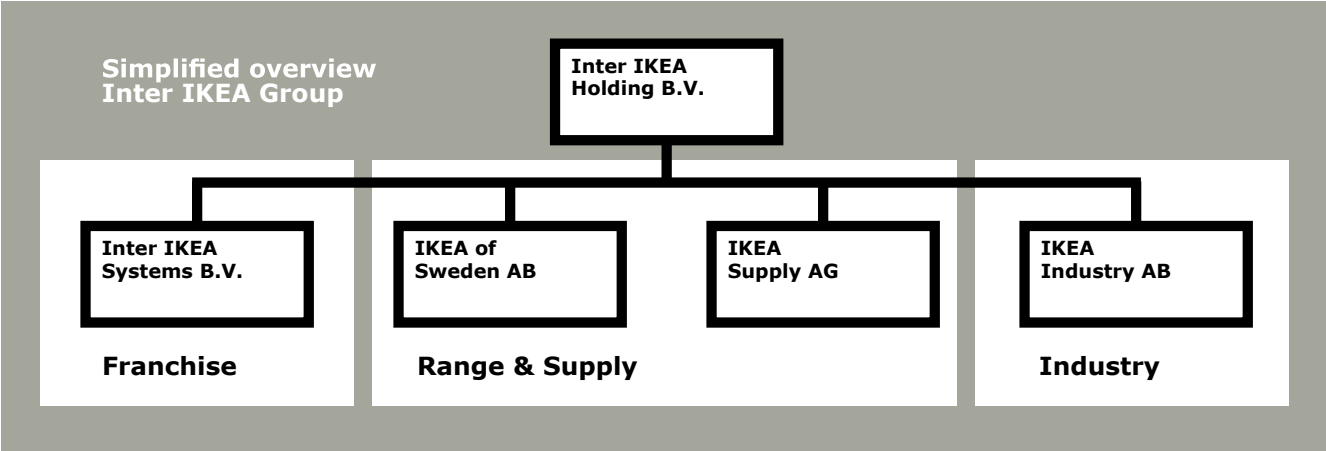 Simplified overview
Inter IKEA Group
Inter IKEA
Holding B.V.
Inter IKEA
Systems B.V.
IKEA of
Sweden AB
IKEA
Supply AG
IKEA
Industry AB
Franchise
Range & Supply
Industry